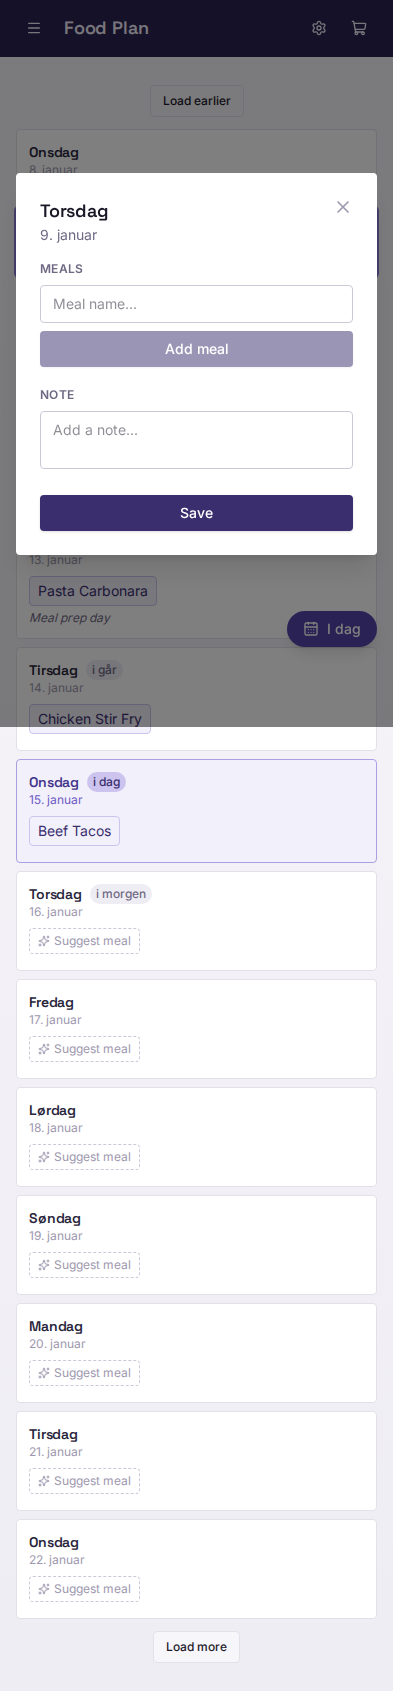 Food Plan
Load earlier
Onsdag
8. januar
Torsdag
9. januar
MEALS
Meal name...
Add meal
NOTE
Add a note...
Save
13. januar
Pasta Carbonara
Meal prep day
I dag
Tirsdag i går
14. januar
Chicken Stir Fry
Onsdag i dag
15. januar
Beef Tacos
Torsdag i morgen
16. januar
Suggest meal
Fredag
17. januar
Suggest meal
Lørdag
18. januar
Suggest meal
Søndag
19. januar
Suggest meal
Mandag
20. januar
Suggest meal
Tirsdag
21. januar
Suggest meal
Onsdag
22. januar
Suggest meal
Load more